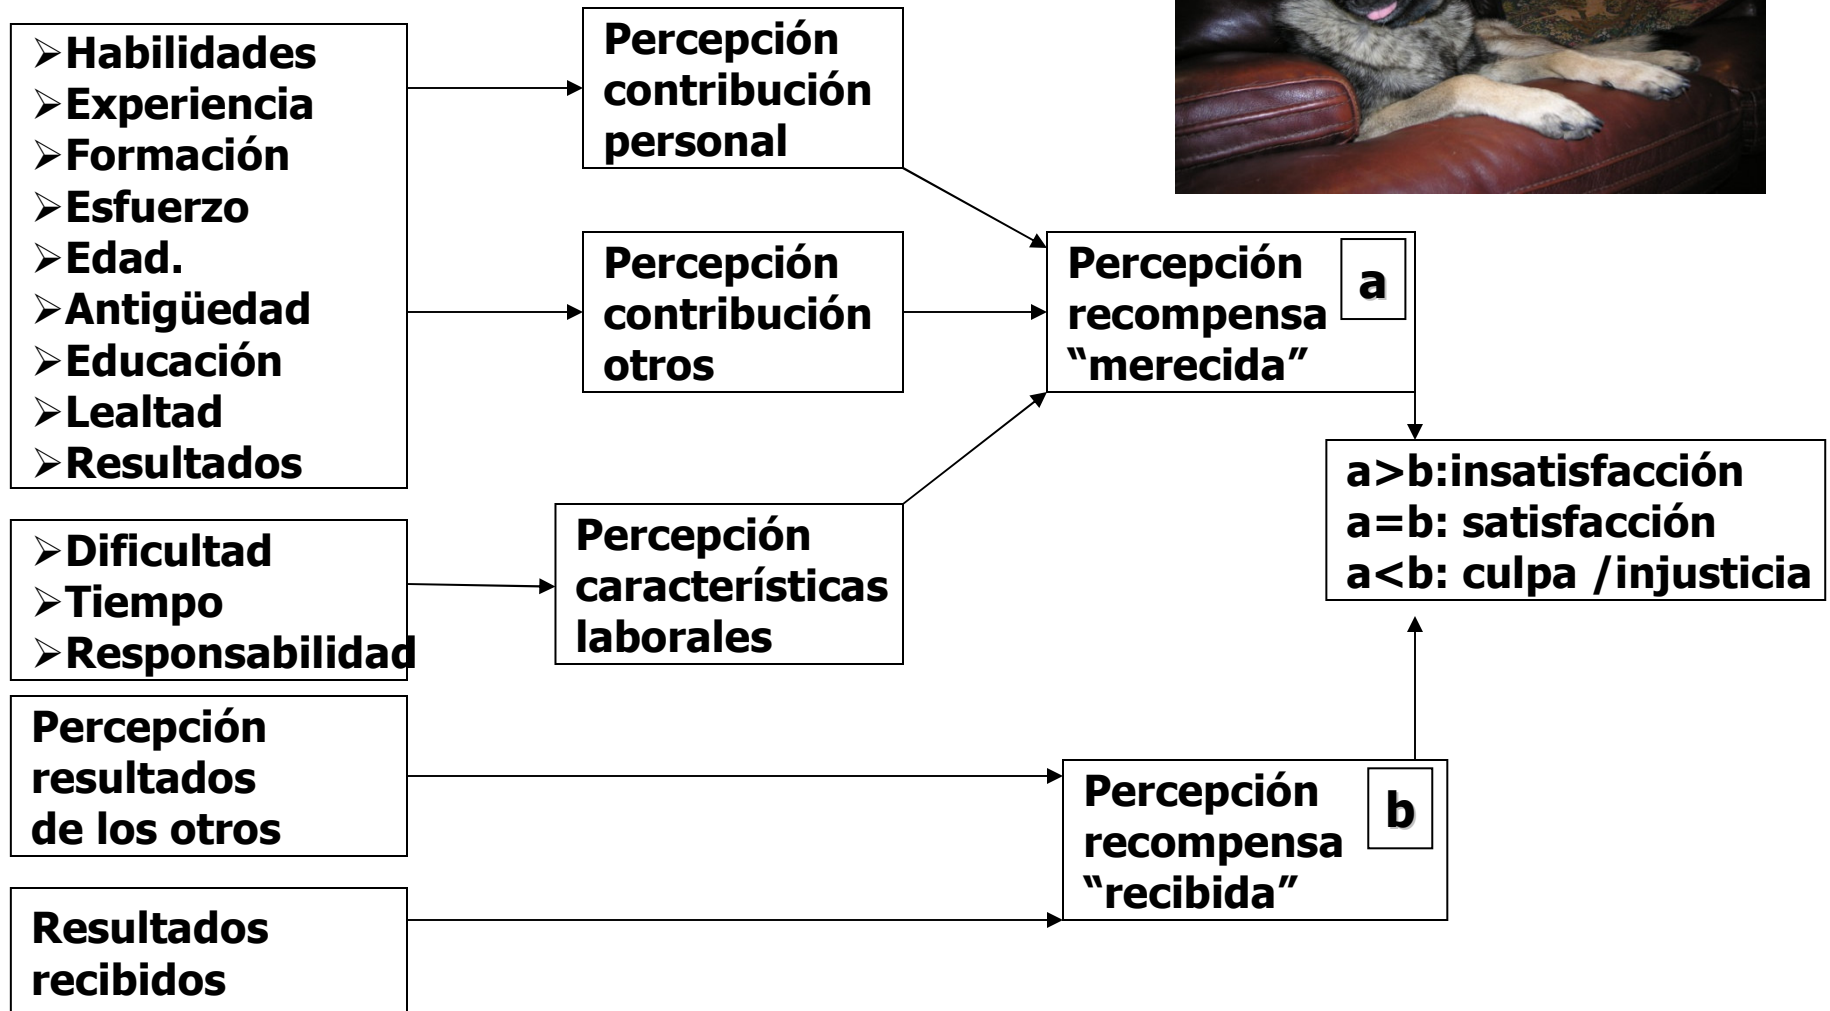 ➢Habilidades
➢Experiencia
➢Formación
➢Esfuerzo
➢Edad.
➢Antigüedad
➢Educación
➢Lealtad
➢Resultados
➢Dificultad
➢Tiempo
➢Responsabilidad
Percepción
resultados
de los otros
Resultados
recibidos
Percepción
contribución
personal
Percepción
contribución
otros
Percepción
características
laborales
Percepción
recompensa
“merecida”
a
Percepción
recompensa
“recibida”
b
a>b:insatisfacción
a=b: satisfacción
a<b: culpa /injusticia